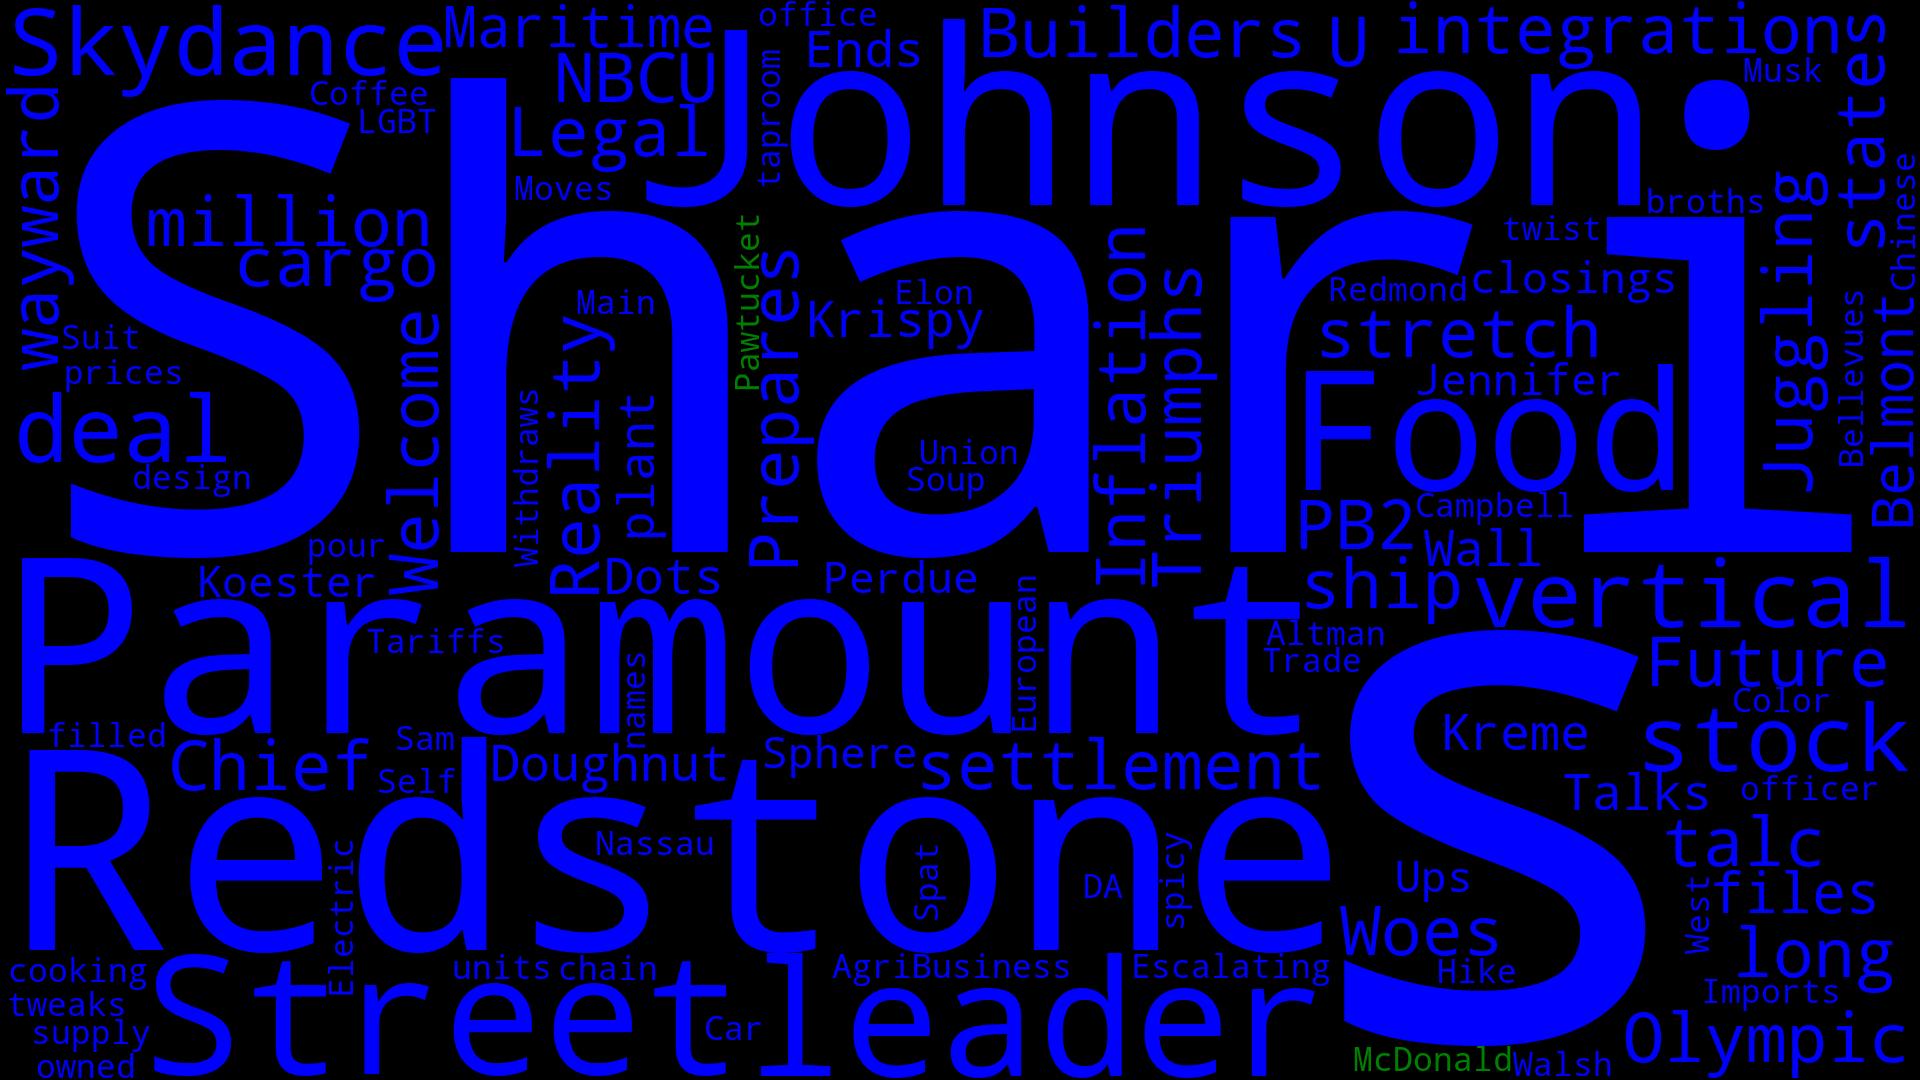 Skydance
Maritime
office
Ends
Builders
U
integrations
Musk
wayward
Coffee
LGBT
NBCU
Legal
Moves
taproom
Johnson
states
Chinese
Shari
million
cargo
broths
Juggling
twist
closings
Redmond
stretch
Suit
prices
deal
design
Welcome
Main
Reality
plant
Withdraws
Pawtucket
Prepares
Elon
Krispy
Union
Soup
Inflation
Triumphs
Jennifer
Food
PB2
Campbell
Wall
Bellevues
Belmont
pour
Koester
Dots
Perdue
ship
vertical
Paramount
Tariffs
names
European
Altman
Trade
s
Future
Color
stock
filled
Chief
Sam
Self
Doughnut
Sphere
settlement
Kreme
Talks
officer
Redstone
Nassau
Electric
Spat
DA
spicy
Ups
Woes
Hike
talc
files
West
long
Imports
Olympic
cooking
tweaks
supply
owned
Street
units
chain
Car
leader
AgriBusiness
Escalating
McDonald
Walsh